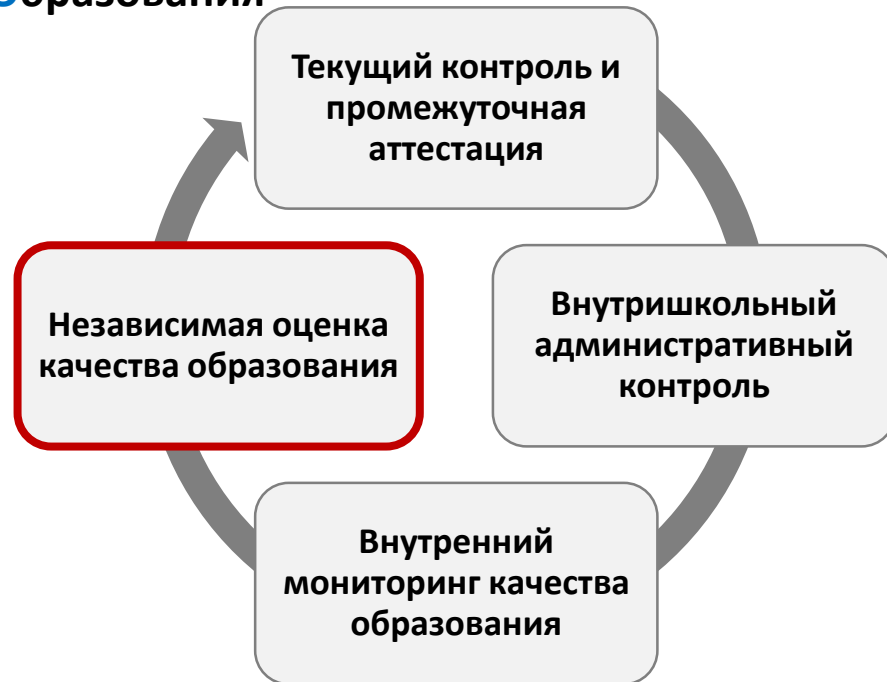 образования
Текущий контроль и
промежуточная
аттестация
Независимая оценка
качества образования
Внутришкольный
административный
контроль
Внутренний
мониторинг качества
образования